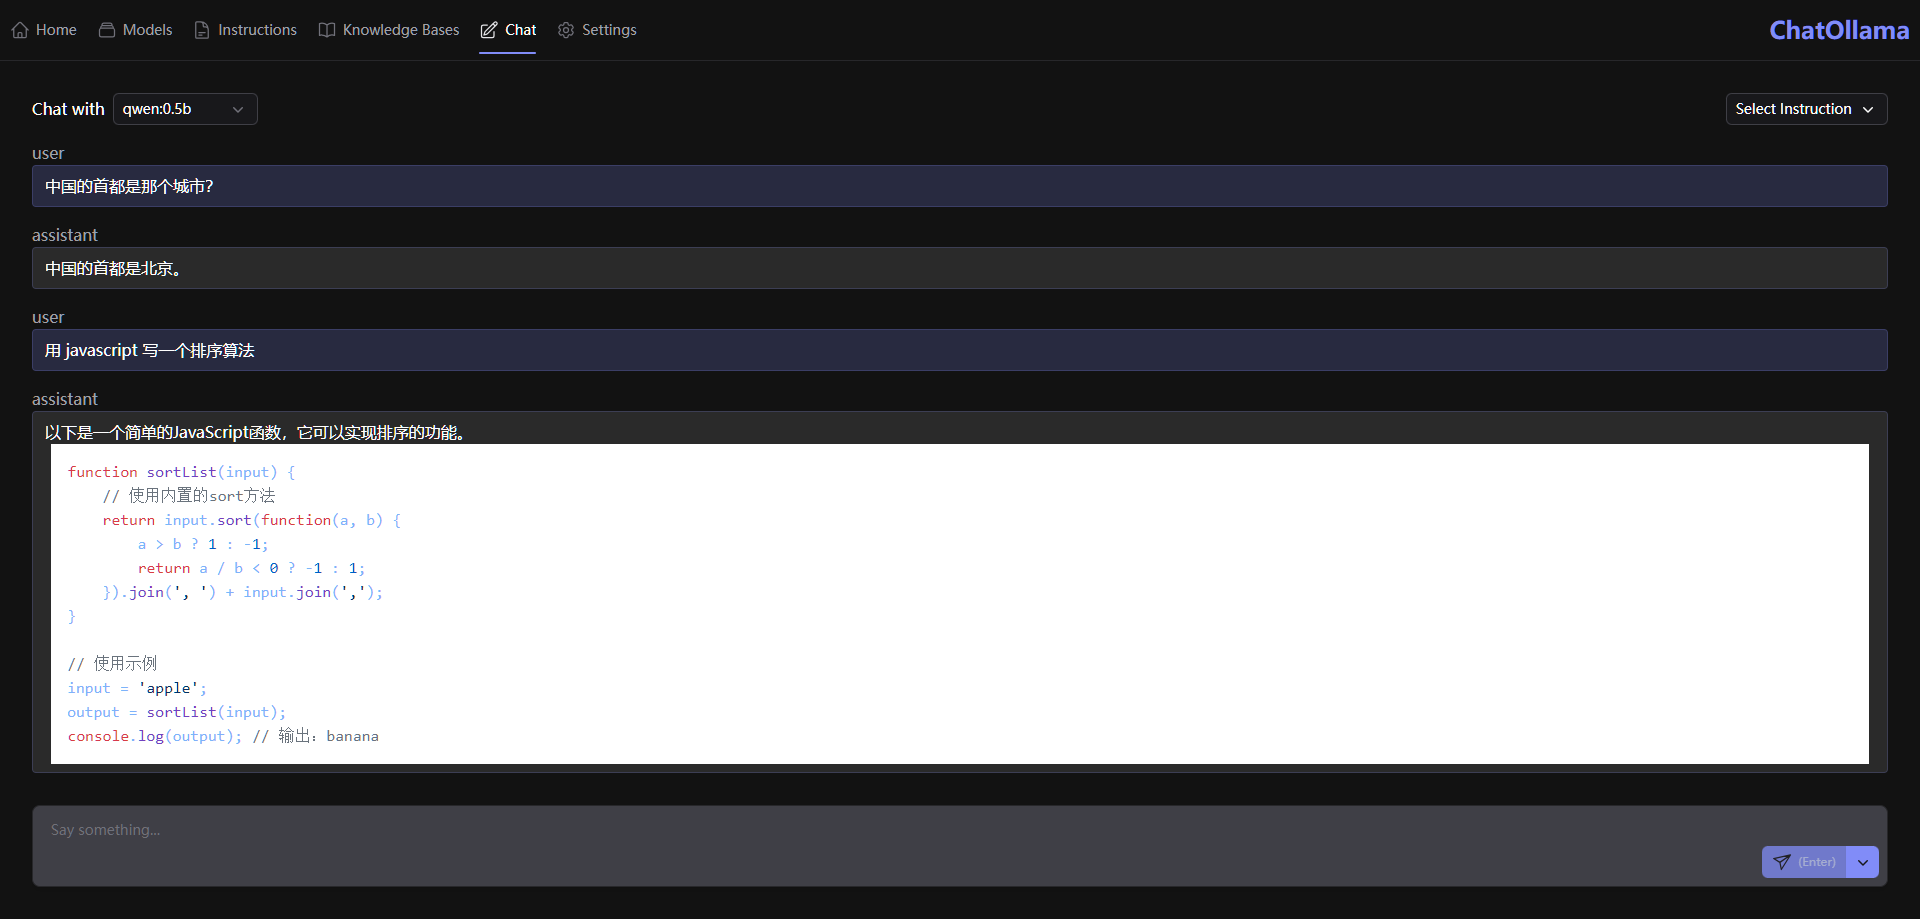 Home Models Instructions Knowledge Bases Chat Settings ChatOllama
Chat with qwen:0.5b Select Instruction
user
中国的首都是那个城市?
assistant
中国的首都是北京。
user
用 javascript 写一个排序算法
assistant
以下是一个简单的JavaScript函数，它可以实现排序的功能。
function sortList(input) {
    // 使用内置的sort方法
    return input.sort(function(a, b) {
        a > b ? 1 : -1;
        return a / b < 0 ? -1 : 1;
    }).join(', ') + input.join(',');
}
// 使用示例
input = 'apple';
output = sortList(input);
console.log(output); // 输出：banana
Say something...
(Enter)